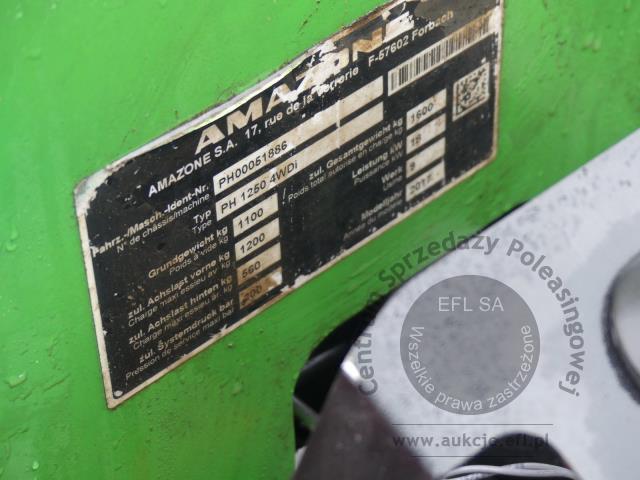 AMAZONE
AMAZONE S.A. 17, rue de la Verrerie F-57602 Forbach
Fahrz.-/Masch.-Ident-Nr.
N° de châssis/machine
PH00051886
Typ
Type
PH 1250 4WDi
Grundgewicht kg
Poids à vide kg
1100
zul. Achslast vorne kg
Charge maxi essieu av. kg
1200
zul. Achslast hinten kg
Charge maxi essieu ar. kg
560
zul. Systemdruck bar
Pression de service maxi bar
200
zul. Gesamtgewicht kg
Poids total autorisé en charge kg
1600
Leistung kW
Puissance kW
Werk
Usine
9
Modelljahr
Centrum Sprzedaży Poleasingowej
EFL SA
Wszelkie prawa zastrzeżone
www.aukcje.efl.pl